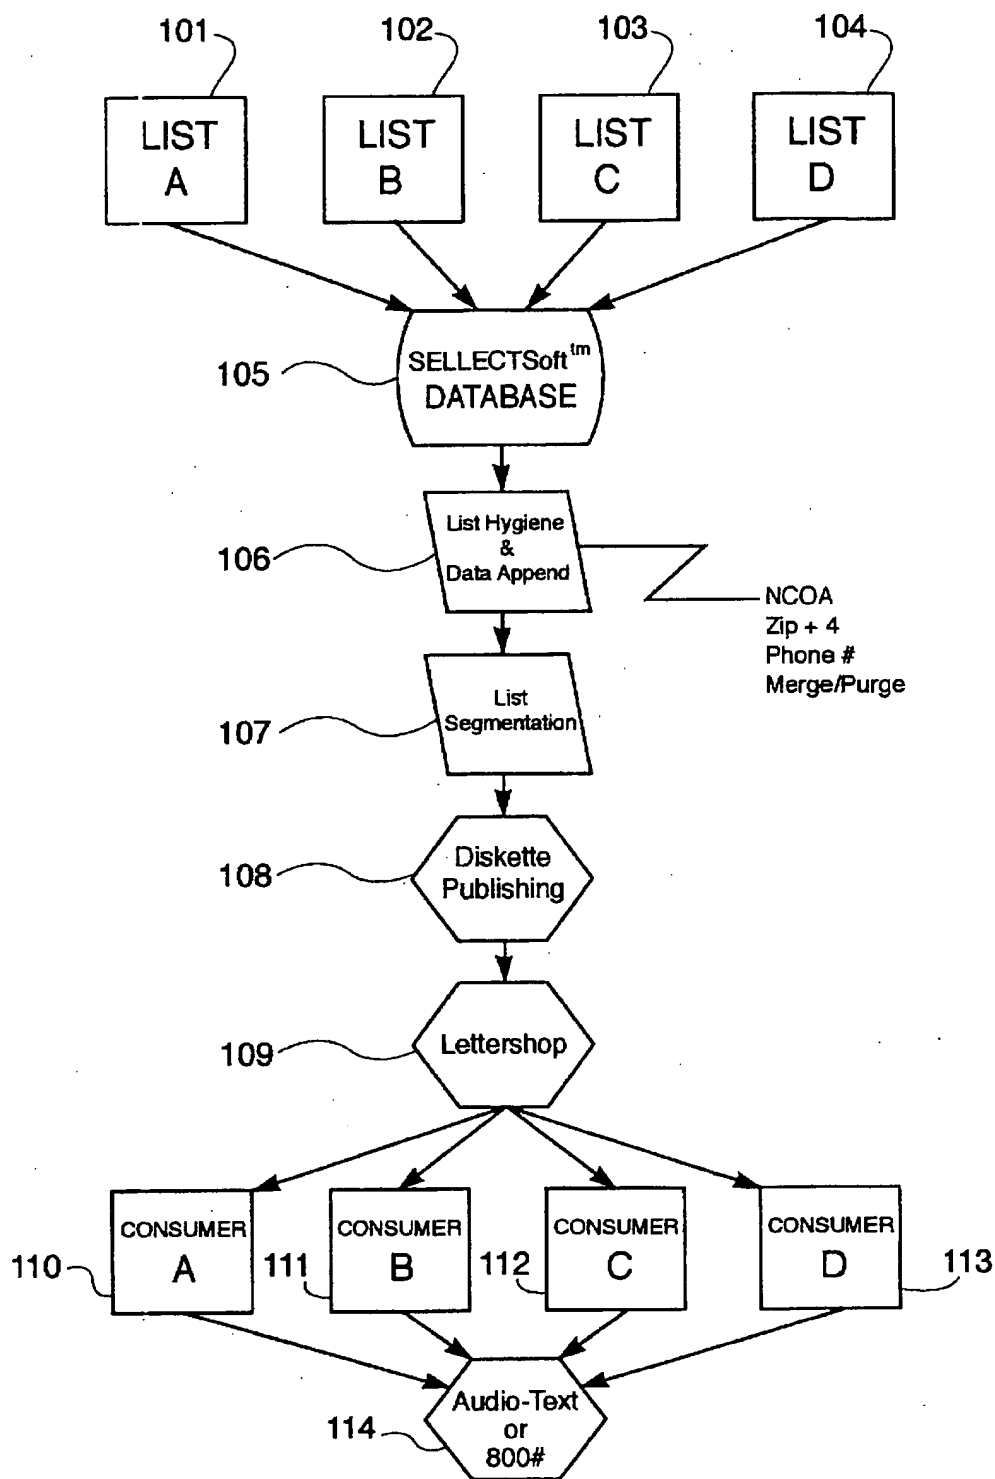 101
102
103
104
LIST
A
LIST
B
LIST
C
LIST
D
105
SELLECTSoft tm
DATABASE
106
List Hygiene
&
Data Append
NCOA
Zip + 4
Phone #
Merge/Purge
107
List
Segmentation
108
Diskette
Publishing
109
Lettershop
110
CONSUMER
A
111
CONSUMER
B
112
CONSUMER
C
CONSUMER
D
113
114
Audio-Text
or
800#